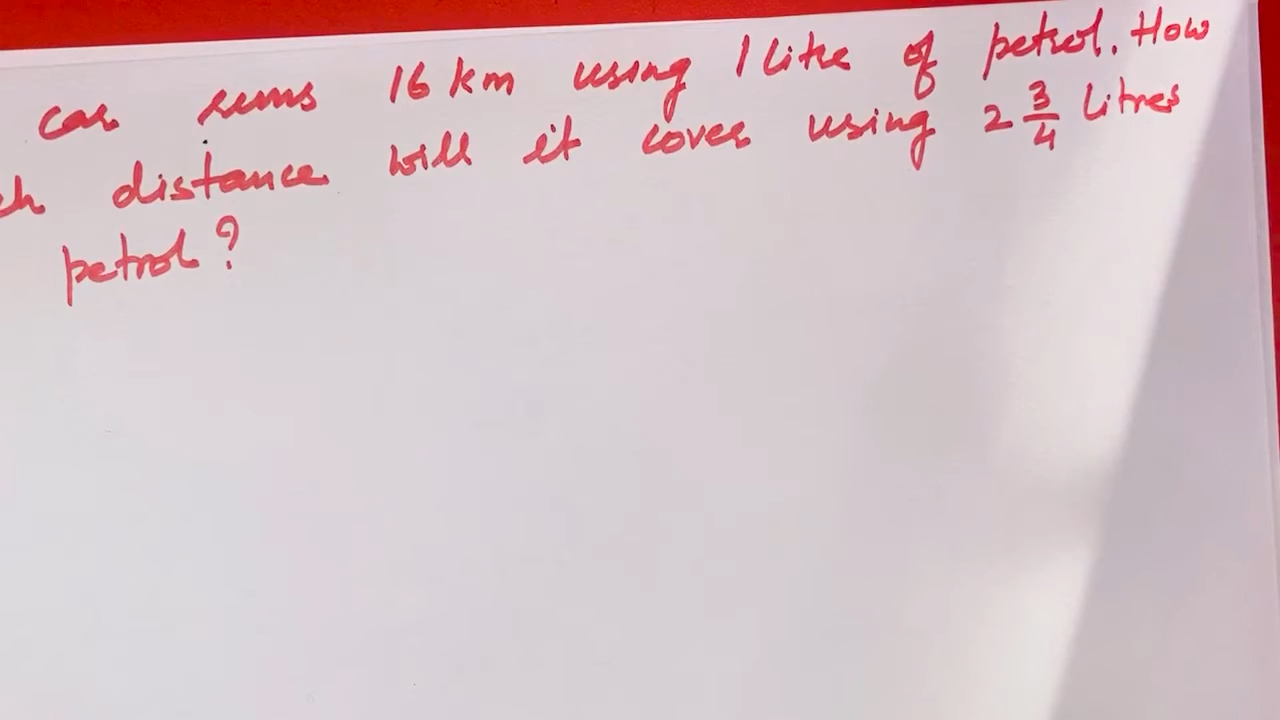 car runs 16 km using 1 litre of petrol. How
distance will it cover using 2 3/4 litres
petrol?